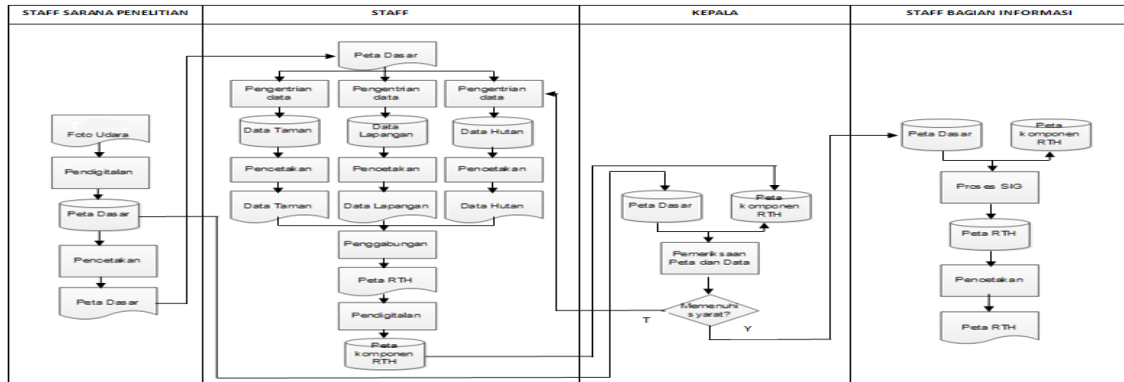 STAFF SARANA PENELITIAN
STAFF
KEPALA
STAFF BAGIAN INFORMASI
Foto Udara
Pendigitalan
Peta Dasar
Pencetakan
Peta Dasar
Peta Dasar
Pengentrian
data
Pengentrian
data
Pengentrian
data
Data Taman
Data
Lapangan
Data Hutan
Pencetakan
Pencetakan
Pencetakan
Data Taman
Data Lapangan
Data Hutan
Penggabungan
Peta RTH
Pendigitalan
Peta
komponen
RTH
Peta Dasar
Peta
komponen
RTH
Pemeriksaan
Peta dan Data
Memenuhi
syarat?
T
Y
Peta Dasar
Peta
komponen
RTH
Proses SIG
Peta RTH
Pencetakan
Peta RTH